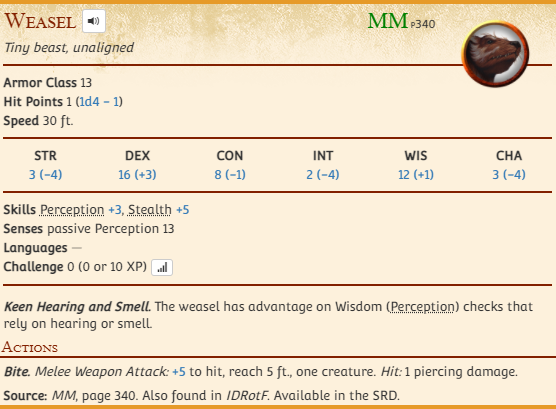 WEASEL MM P340
Tiny beast, unaligned
Armor Class 13
Hit Points 1 (1d4 − 1)
Speed 30 ft.
STR DEX CON INT WIS CHA
3 (−4) 16 (+3) 8 (−1) 2 (−4) 12 (+1) 3 (−4)
Skills Perception +3, Stealth +5
Senses passive Perception 13
Languages —
Challenge 0 (0 or 10 XP)
Keen Hearing and Smell. The weasel has advantage on Wisdom (Perception) checks that
rely on hearing or smell.
ACTIONS
Bite. Melee Weapon Attack: +5 to hit, reach 5 ft., one creature. Hit: 1 piercing damage.
Source: MM, page 340. Also found in IDRotF. Available in the SRD.